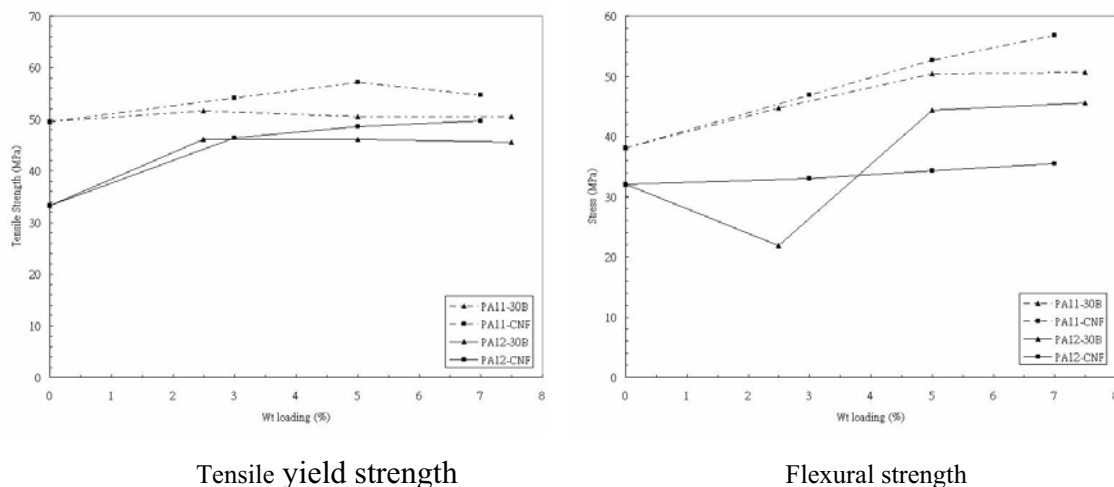 70
60
50
40
30
20
10
0
Tensile Strength (MPa)
0 1 2 3 4 5 6 7 8
Wt loading (%)
PA11-30B
PA11-CNF
PA12-30B
PA12-CNF
Tensile yield strength
60
50
40
30
20
10
0
Stress (MPa)
0 1 2 3 4 5 6 7 8
Wt loading (%)
PA11-30B
PA11-CNF
PA12-30B
PA12-CNF
Flexural strength